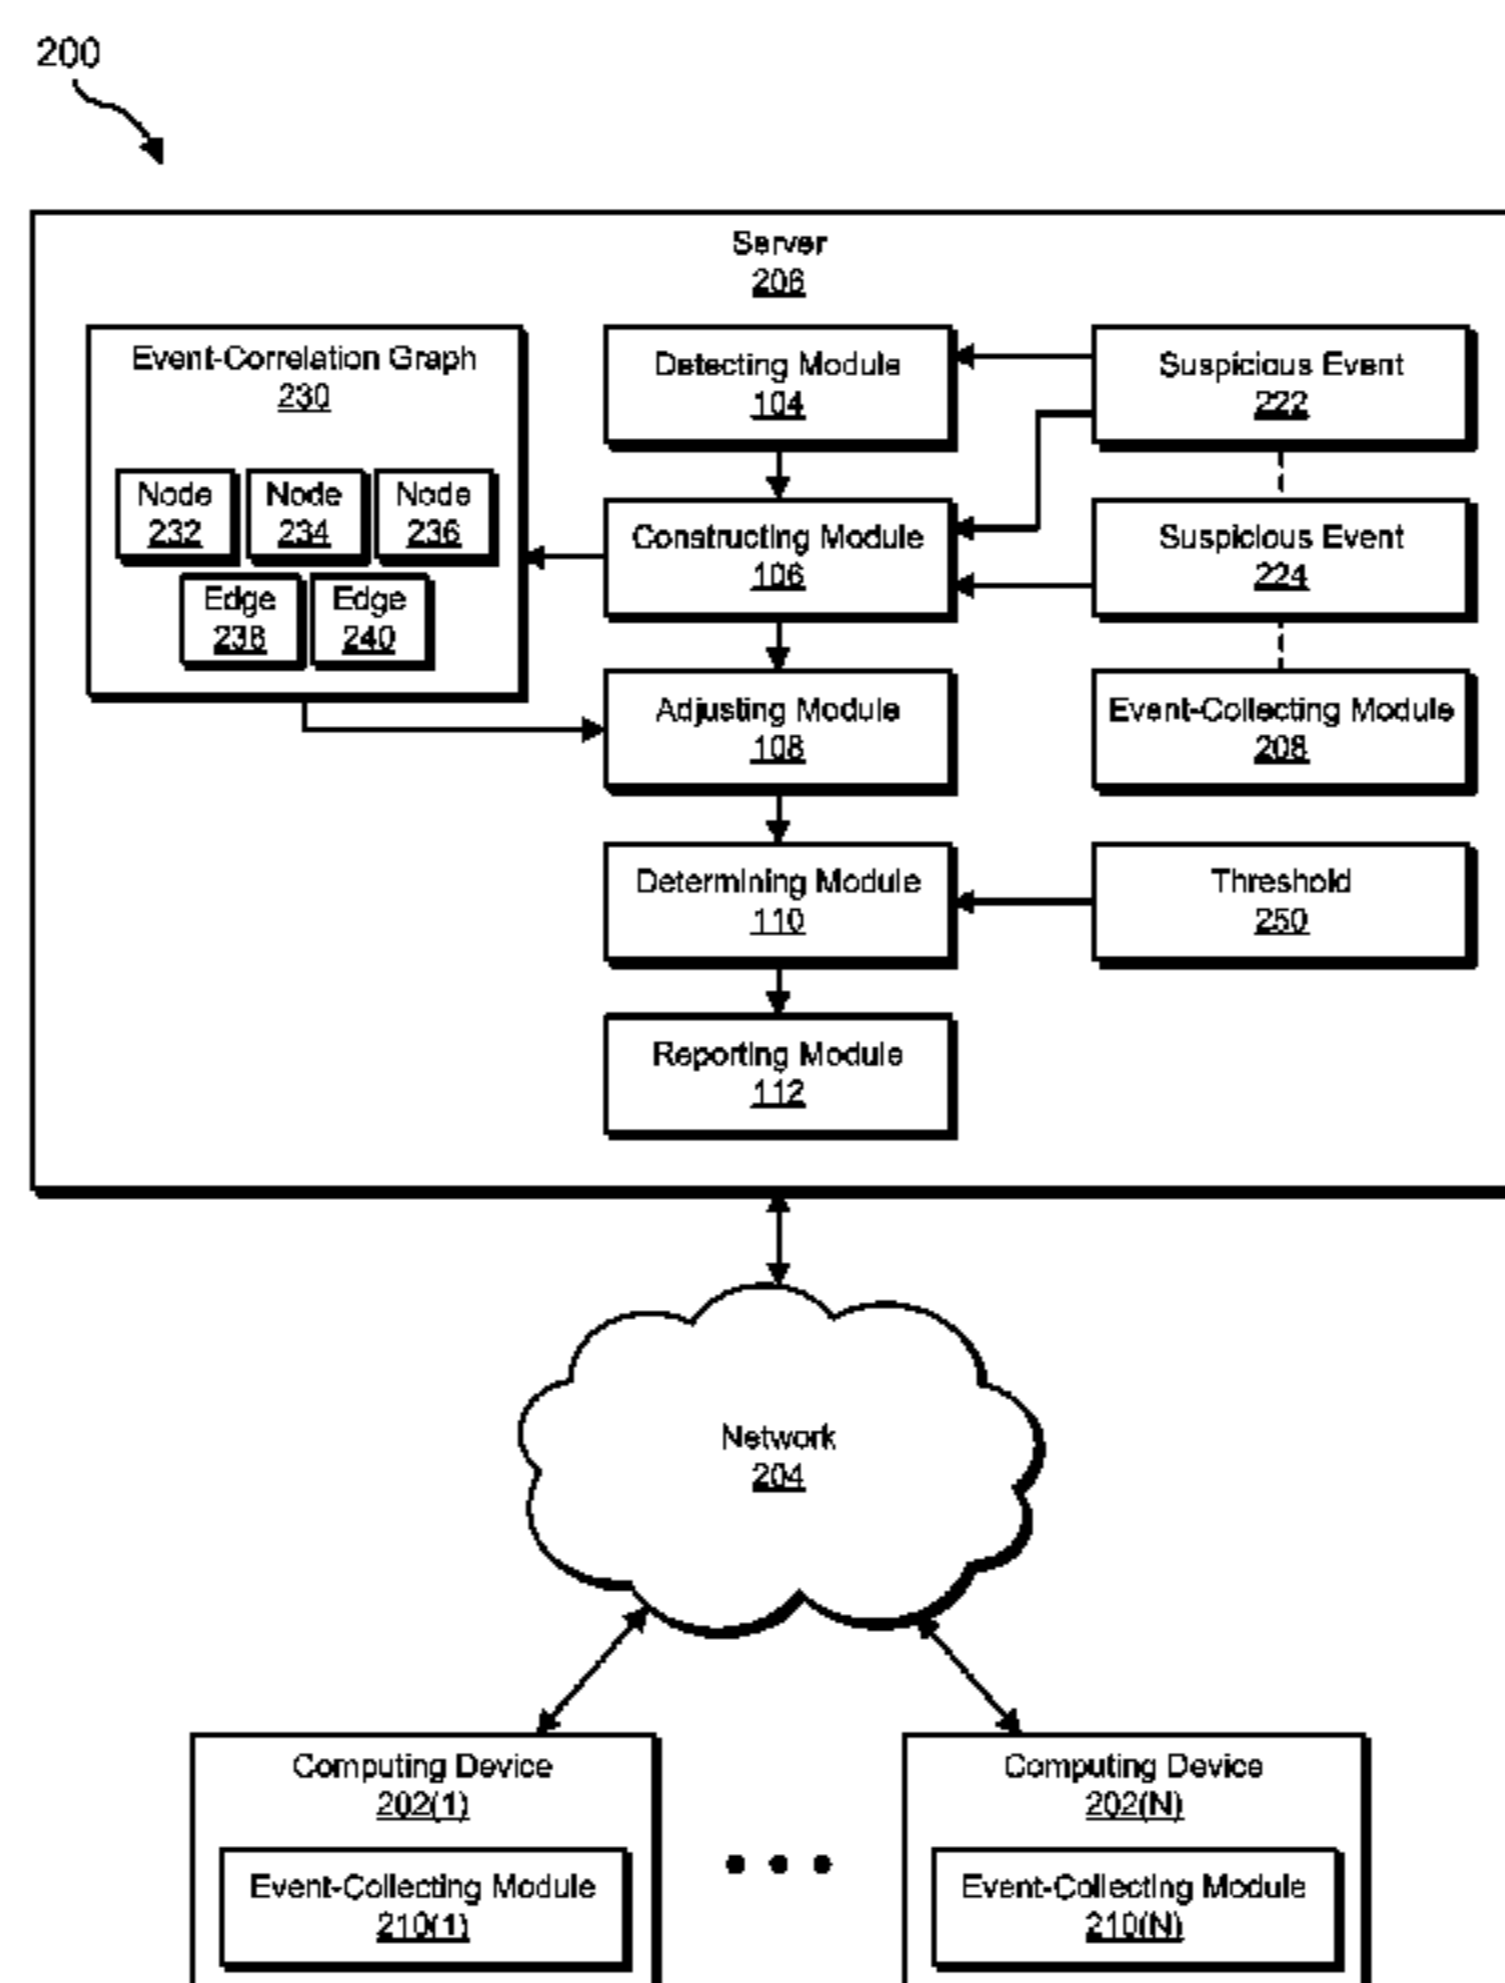 200
Server
206
Event-Correlation Graph
230
Node
232
Node
234
Node
236
Edge
238
Edge
240
Detecting Module
104
Constructing Module
106
Adjusting Module
108
Determining Module
110
Reporting Module
112
Suspicious Event
222
Suspicious Event
224
Event-Collecting Module
208
Threshold
250
Network
204
Computing Device
202(1)
Event-Collecting Module
210(1)
Computing Device
202(N)
Event-Collecting Module
210(N)